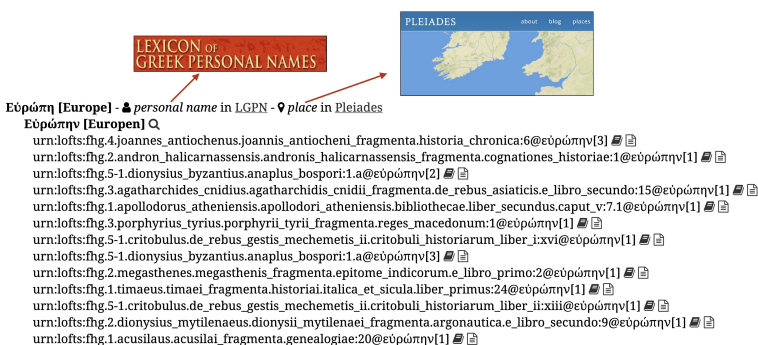 PLEIADES about blog places
LEXICON OF
GREEK PERSONAL NAMES
Εὐρώπη [Europe] - personal name in LGPN - place in Pleiades
Εὐρώπην [Europen]
urn:lofts:fhg.4.joannes_antiochenus.joannis_antiocheni_fragmenta.historia_chronica:6@εὐρώπην[3]
urn:lofts:fhg.2.andron_halicarnassensis.andronis_halicarnassensis_fragmenta.cognationes_historiae:1@εὐρώπην[1]
urn:lofts:fhg.5-1.dionysius_byzantius.anaplus_bospori:1.a@εὐρώπην[2]
urn:lofts:fhg.3.agatharchides_cnidius.agatharchidis_cnidii_fragmenta.de_rebus_asiaticis.e_libro_secundo:15@εὐρώπην[1]
urn:lofts:fhg.1.apollodorus_atheniensis.apollodori_atheniensis_fragmenta.bibliothecae.liber_secundus.caput_v:7.1@εὐρώπην[1]
urn:lofts:fhg.3.porphyrius_tyrius.porphyrii_tyrii_fragmenta.reges_macedonum:1@εὐρώπην[1]
urn:lofts:fhg.5-1.critobulus.de_rebus_gestis_mechemetis_ii.critobuli_historiarum_liber_i:xvi@εὐρώπην[1]
urn:lofts:fhg.5-1.dionysius_byzantius.anaplus_bospori:1.a@εὐρώπην[3]
urn:lofts:fhg.2.megasthenes.megasthenis_fragmenta.epitome_indicorum.e_libro_primo:2@εὐρώπην[1]
urn:lofts:fhg.1.timaeus.timaei_fragmenta.historiai.italica_et_sicula.liber_primus:24@εὐρώπην[1]
urn:lofts:fhg.5-1.critobulus.de_rebus_gestis_mechemetis_ii.critobuli_historiarum_liber_ii:xiii@εὐρώπην[1]
urn:lofts:fhg.2.dionysius_mytilenaeus.dionysii_mytilenaei_fragmenta.argonautica.e_libro_secundo:9@εὐρώπην[1]
urn:lofts:fhg.1.acusilaus.acusilai_fragmenta.genealogiae:20@εὐρώπην[1]